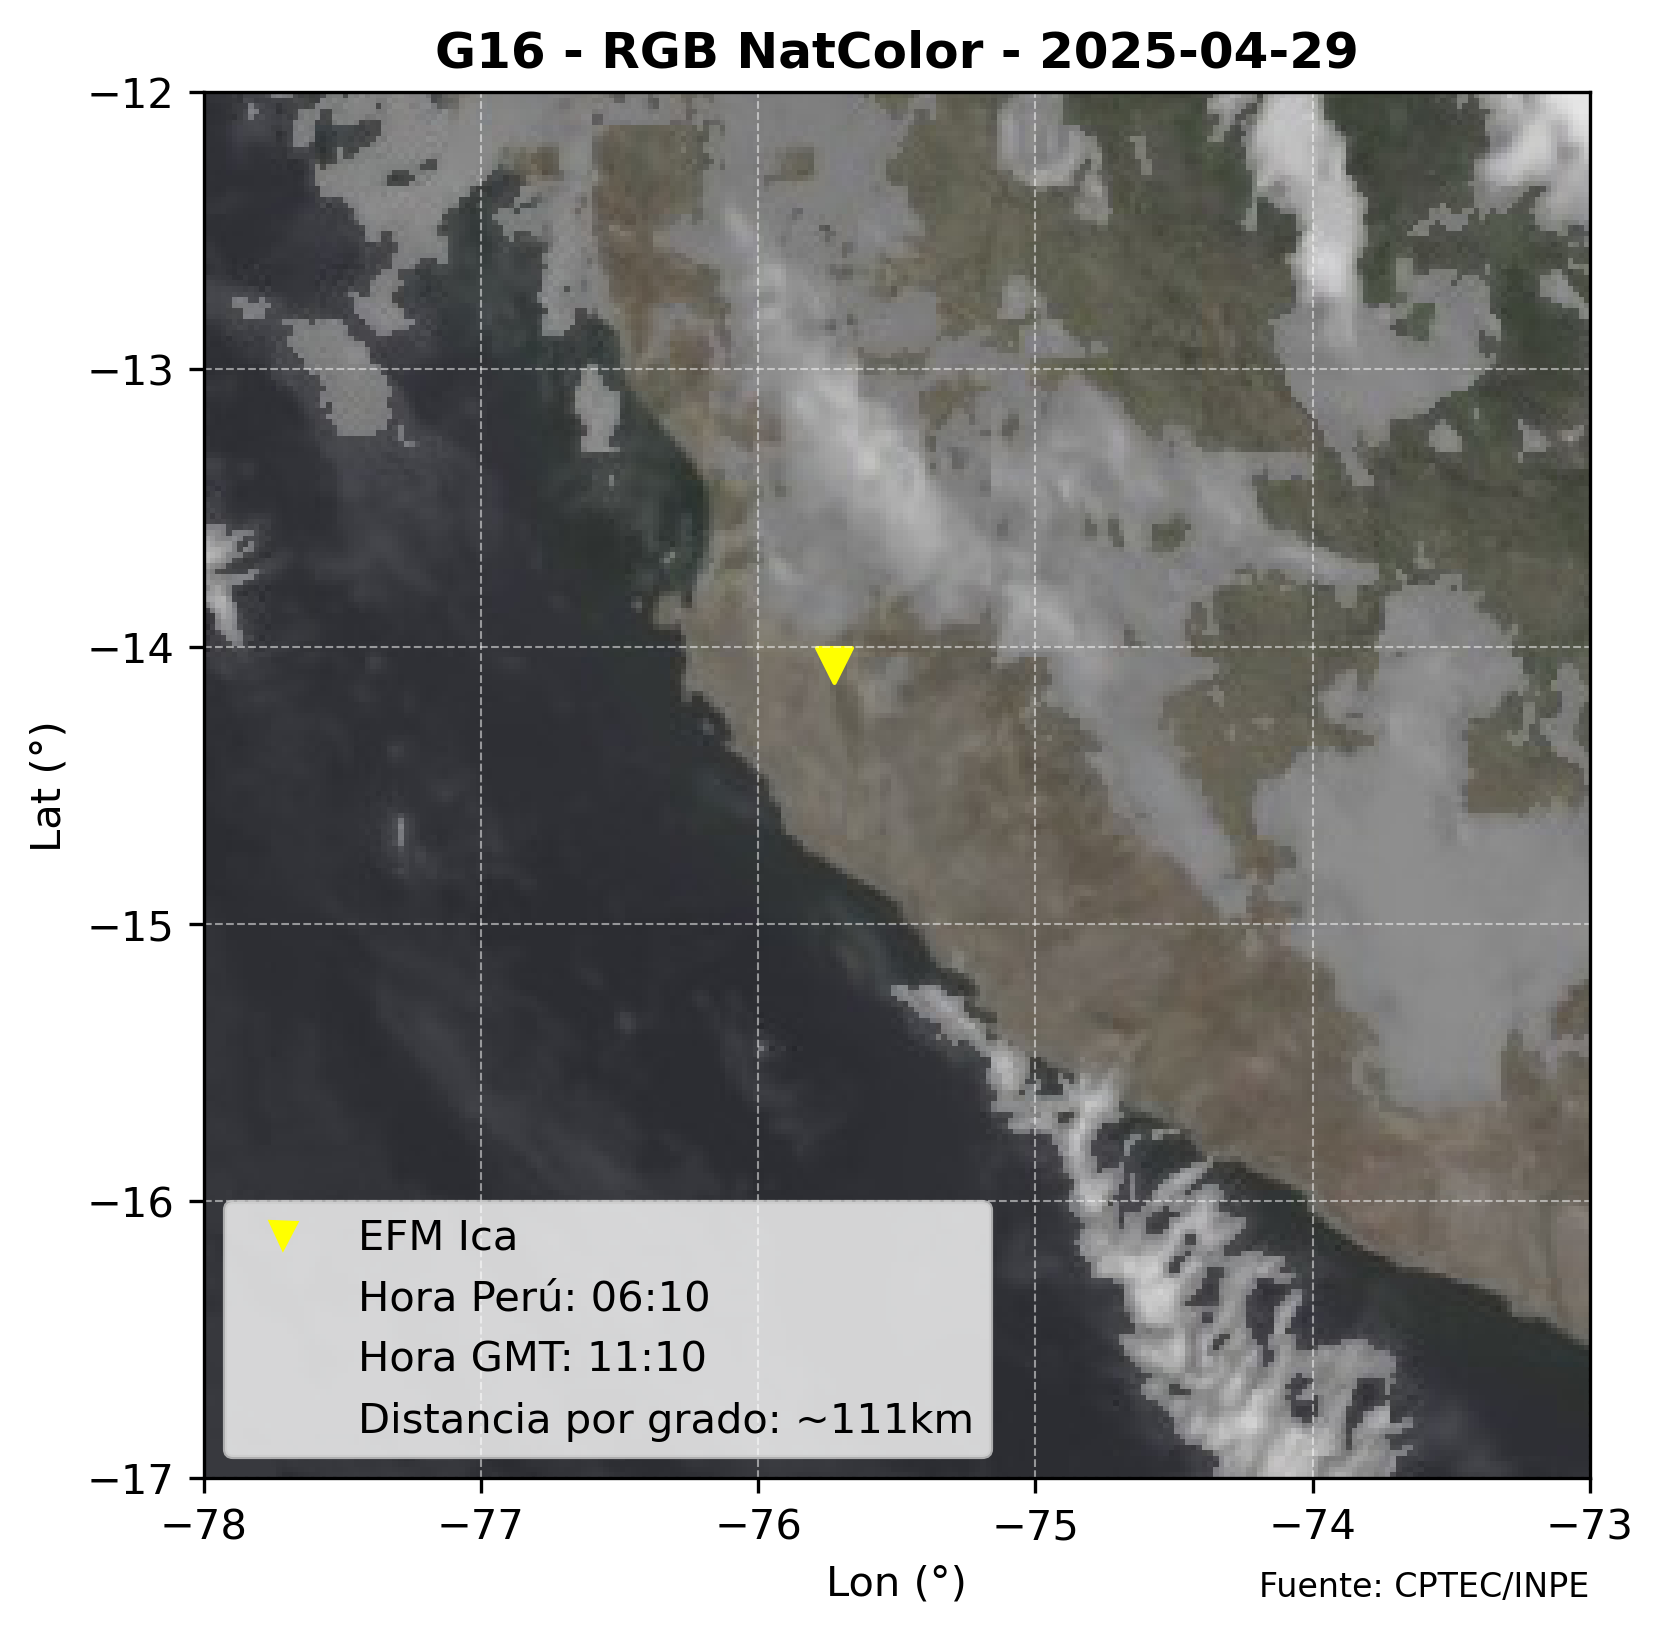 G16 - RGB NatColor - 2025-04-29
−12
−13
−14
−15
−16
−17
Lat (°)
EFM Ica
Hora Perú: 06:10
Hora GMT: 11:10
Distancia por grado: ~111km
−78 −77 −76 −75 −74 −73
Lon (°)
Fuente: CPTEC/INPE